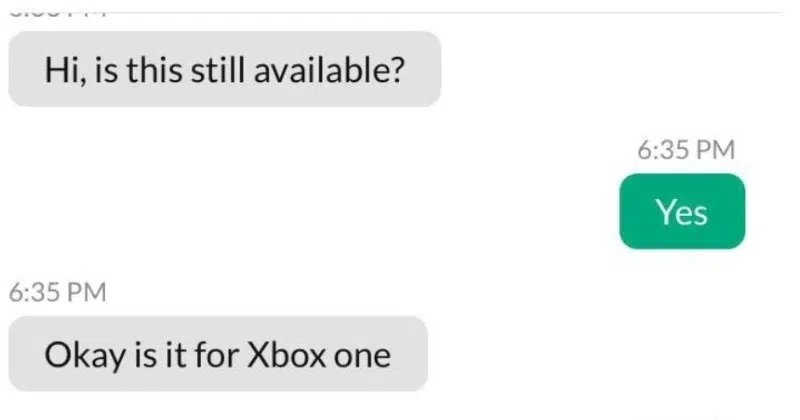 Hi, is this still available?
6:35 PM
Yes
6:35 PM
Okay is it for Xbox one